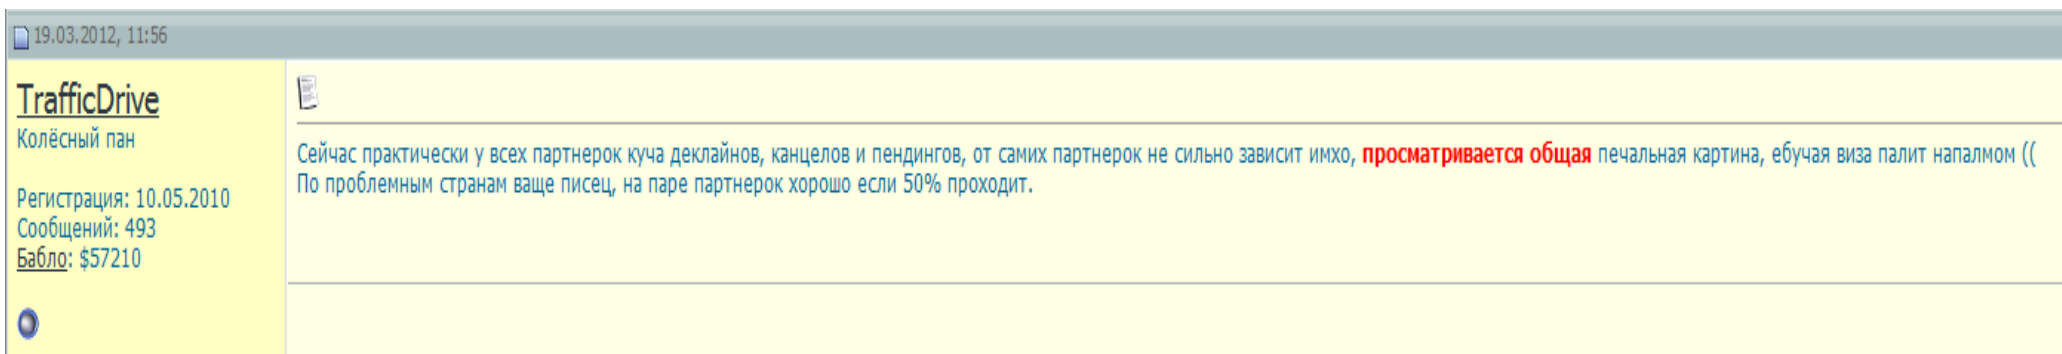 19.03.2012, 11:56
TrafficDrive
Колёсный пан
Регистрация: 10.05.2010
Сообщений: 493
Бабло: $57210
Сейчас практически у всех партнерок куча деклайнов, канцелов и пендингов, от самих партнерок не сильно зависит имхо, просматривается общая печальная картина, ебучая виза палит напалмом ((
По проблемным странам ваще писец, на паре партнерок хорошо если 50% проходит.